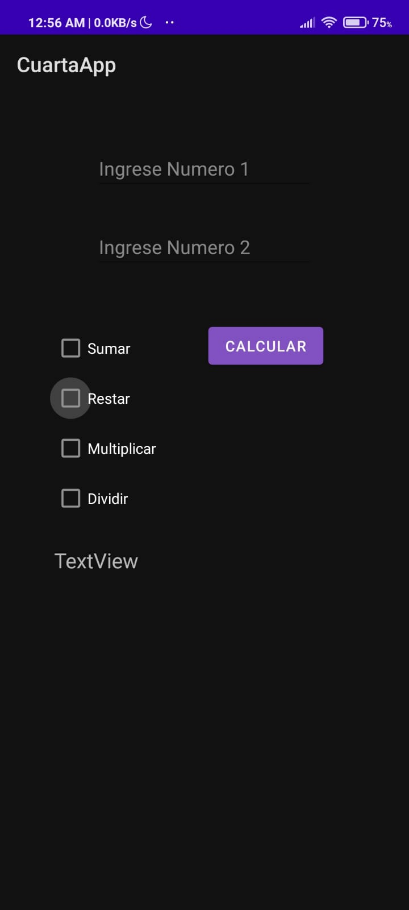 12:56 AM | 0.0KB/s 75%
CuartaApp
Ingrese Numero 1
Ingrese Numero 2
Sumar
CALCULAR
Restar
Multiplicar
Dividir
TextView